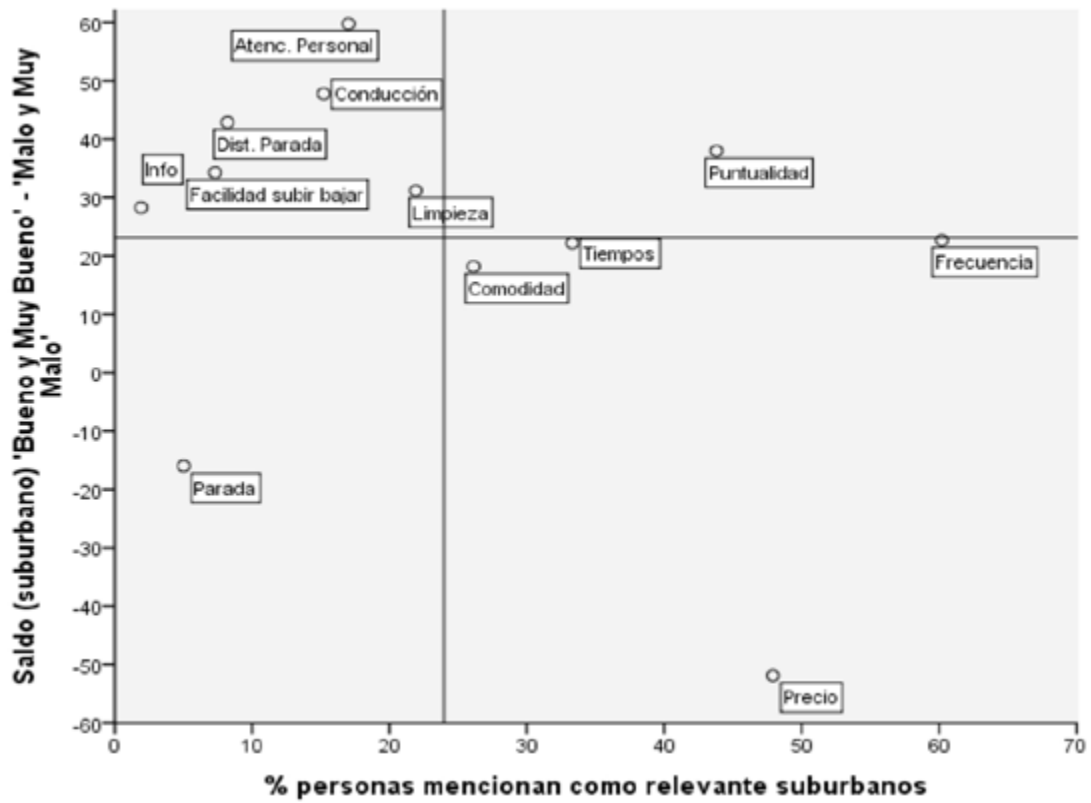 Saldo (suburbano) 'Bueno y Muy Bueno' - 'Malo y Muy
Malo'
60
50
40
30
20
10
0
-10
-20
-30
-40
-50
-60
Atenc. Personal
Conducción
Dist. Parada
Info
Facilidad subir bajar
Limpieza
Puntualidad
Tiempos
Frecuencia
Comodidad
Parada
Precio
0
10
20
30
40
50
60
70
% personas mencionan como relevante suburbanos